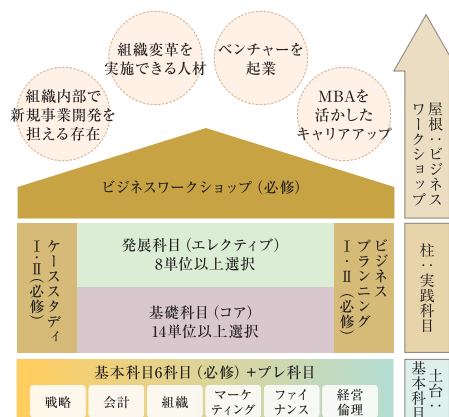 組織変革を
実施できる人材
ベンチャーを
起業
組織内部で
新規事業開発を
担える存在
MBAを
活かした
キャリアアップ
屋根：ビジネス
ワークショップ
ビジネスワークショップ（必修）
ケーススタディ
Ⅰ・Ⅱ（必修）
発展科目（エレクティブ）
8単位以上選択
基礎科目（コア）
14単位以上選択
ビジネス
プランニング
Ⅰ・Ⅱ（必修）
柱：実践科目
基本科目6科目（必修）+プレ科目
戦略
会計
組織
マーケ
ティング
ファイ
ナンス
経営
倫理
土台：
基本科目